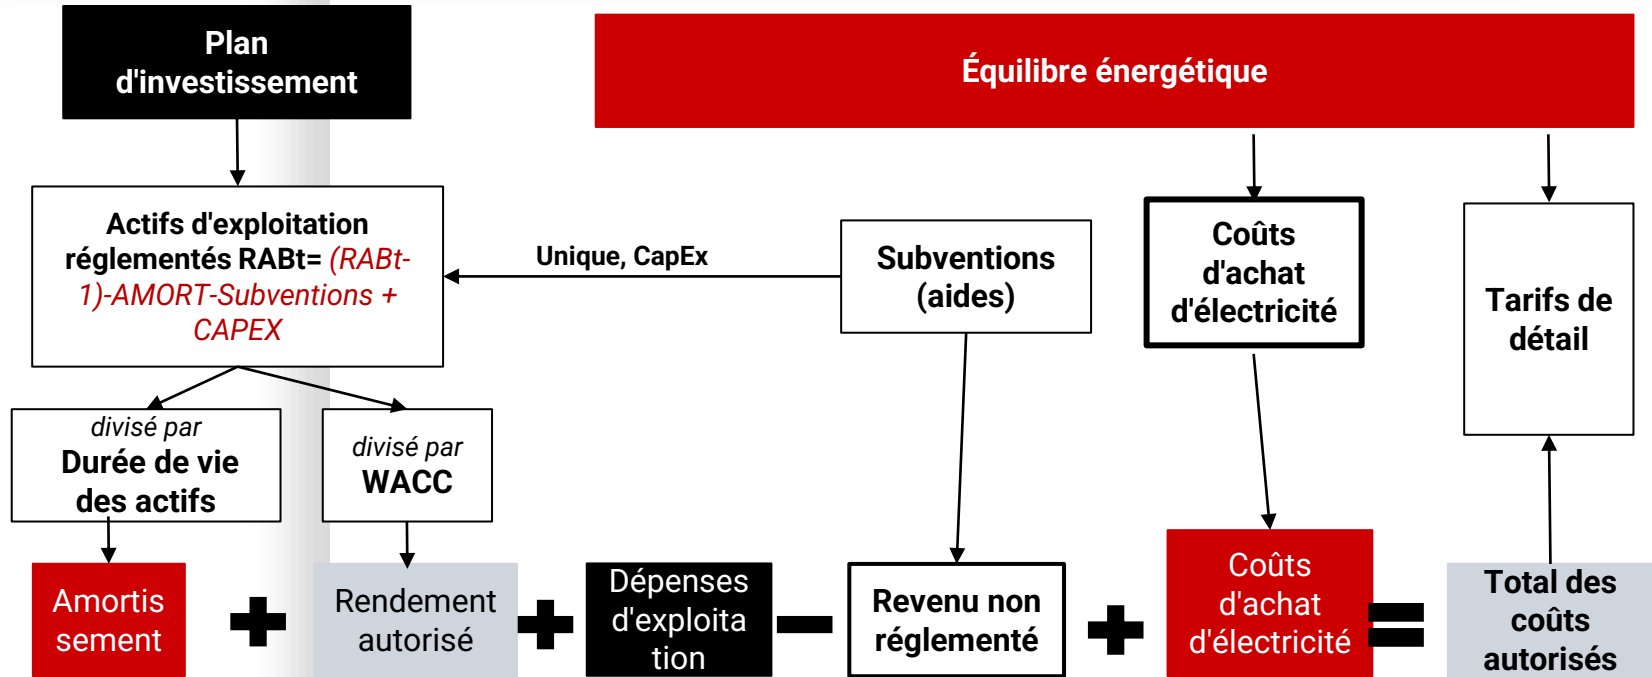 Plan
d'investissement
Équilibre énergétique
Actifs d'exploitation
réglementés RABt= (RABt-
1)-AMORT-Subventions +
CAPEX
Unique, CapEx
Subventions
(aides)
Coûts
d'achat
d'électricité
Tarifs de
détail
divisé par
Durée de vie
des actifs
divisé par
WACC
Amortis
sement
+
Rendement
autorisé
+
Dépenses
d'exploita
tion
−
Revenu non
réglementé
+
Coûts
d'achat
d'électricité
=
Total des
coûts
autorisés